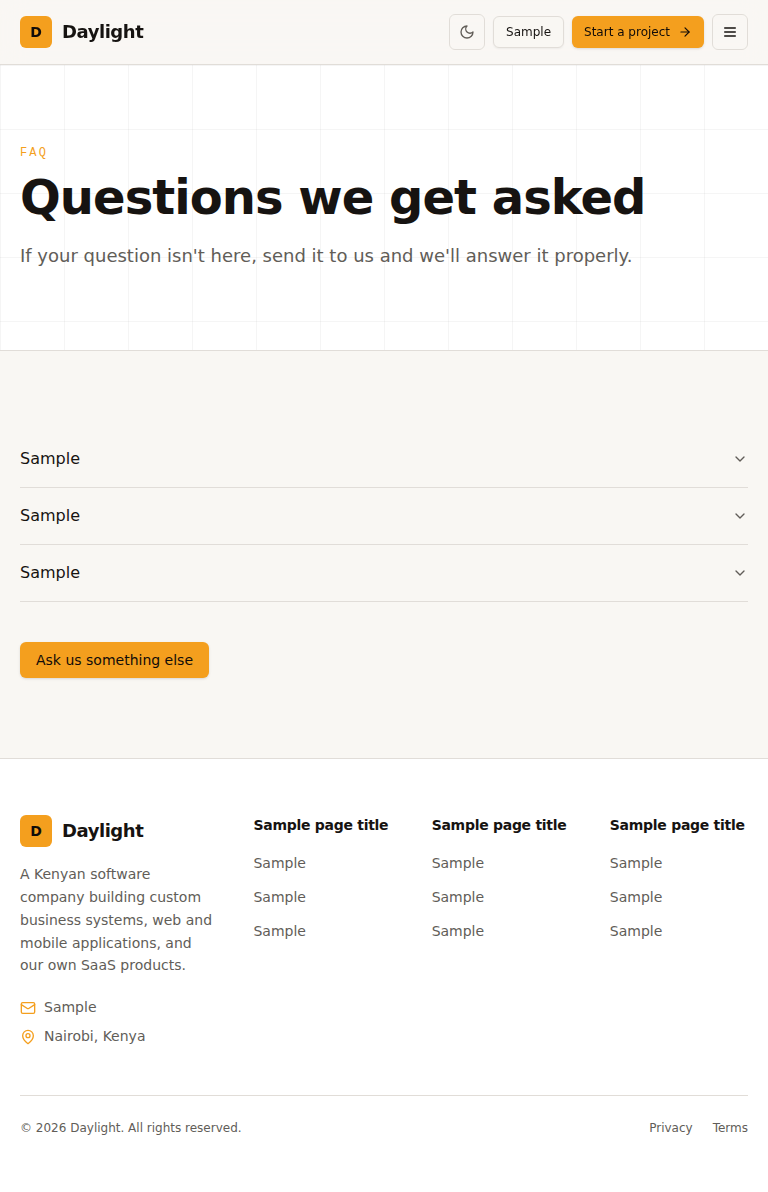 D Daylight Sample Start a project
FAQ
Questions we get asked
If your question isn't here, send it to us and we'll answer it properly.
Sample
Sample
Sample
Ask us something else
D Daylight
A Kenyan software
company building custom
business systems, web and
mobile applications, and
our own SaaS products.
Sample
Nairobi, Kenya
Sample page title
Sample
Sample
Sample
Sample page title
Sample
Sample
Sample
Sample page title
Sample
Sample
Sample
© 2026 Daylight. All rights reserved.
Privacy Terms